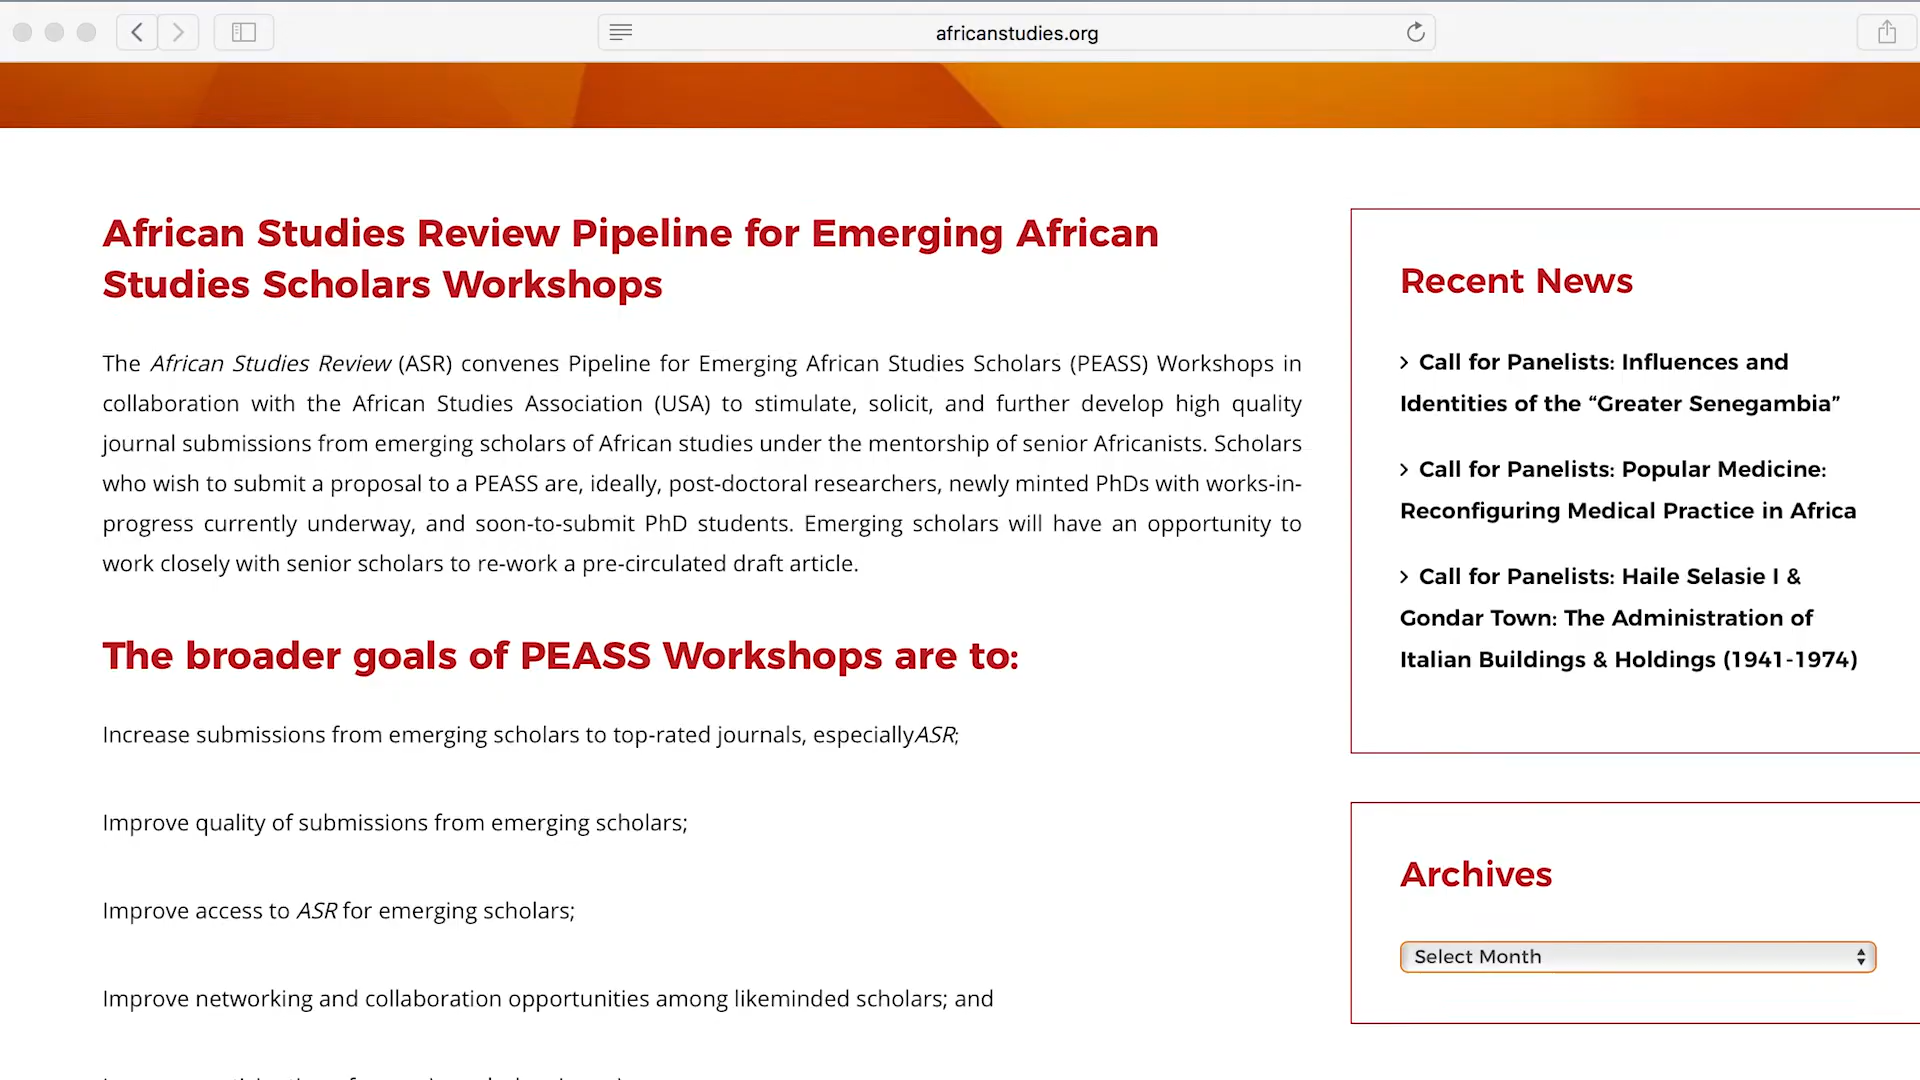 africanstudies.org
African Studies Review Pipeline for Emerging African
Studies Scholars Workshops
The African Studies Review (ASR) convenes Pipeline for Emerging African Studies Scholars (PEASS) Workshops in
collaboration with the African Studies Association (USA) to stimulate, solicit, and further develop high quality
journal submissions from emerging scholars of African studies under the mentorship of senior Africanists. Scholars
who wish to submit a proposal to a PEASS are, ideally, post-doctoral researchers, newly minted PhDs with works-in-
progress currently underway, and soon-to-submit PhD students. Emerging scholars will have an opportunity to
work closely with senior scholars to re-work a pre-circulated draft article.
The broader goals of PEASS Workshops are to:
Increase submissions from emerging scholars to top-rated journals, especiallyASR;
Improve quality of submissions from emerging scholars;
Improve access to ASR for emerging scholars;
Improve networking and collaboration opportunities among likeminded scholars; and
Recent News
Call for Panelists: Influences and
Identities of the “Greater Senegambia”
Call for Panelists: Popular Medicine:
Reconfiguring Medical Practice in Africa
Call for Panelists: Haile Selasie I &
Gondar Town: The Administration of
Italian Buildings & Holdings (1941-1974)
Archives
Select Month